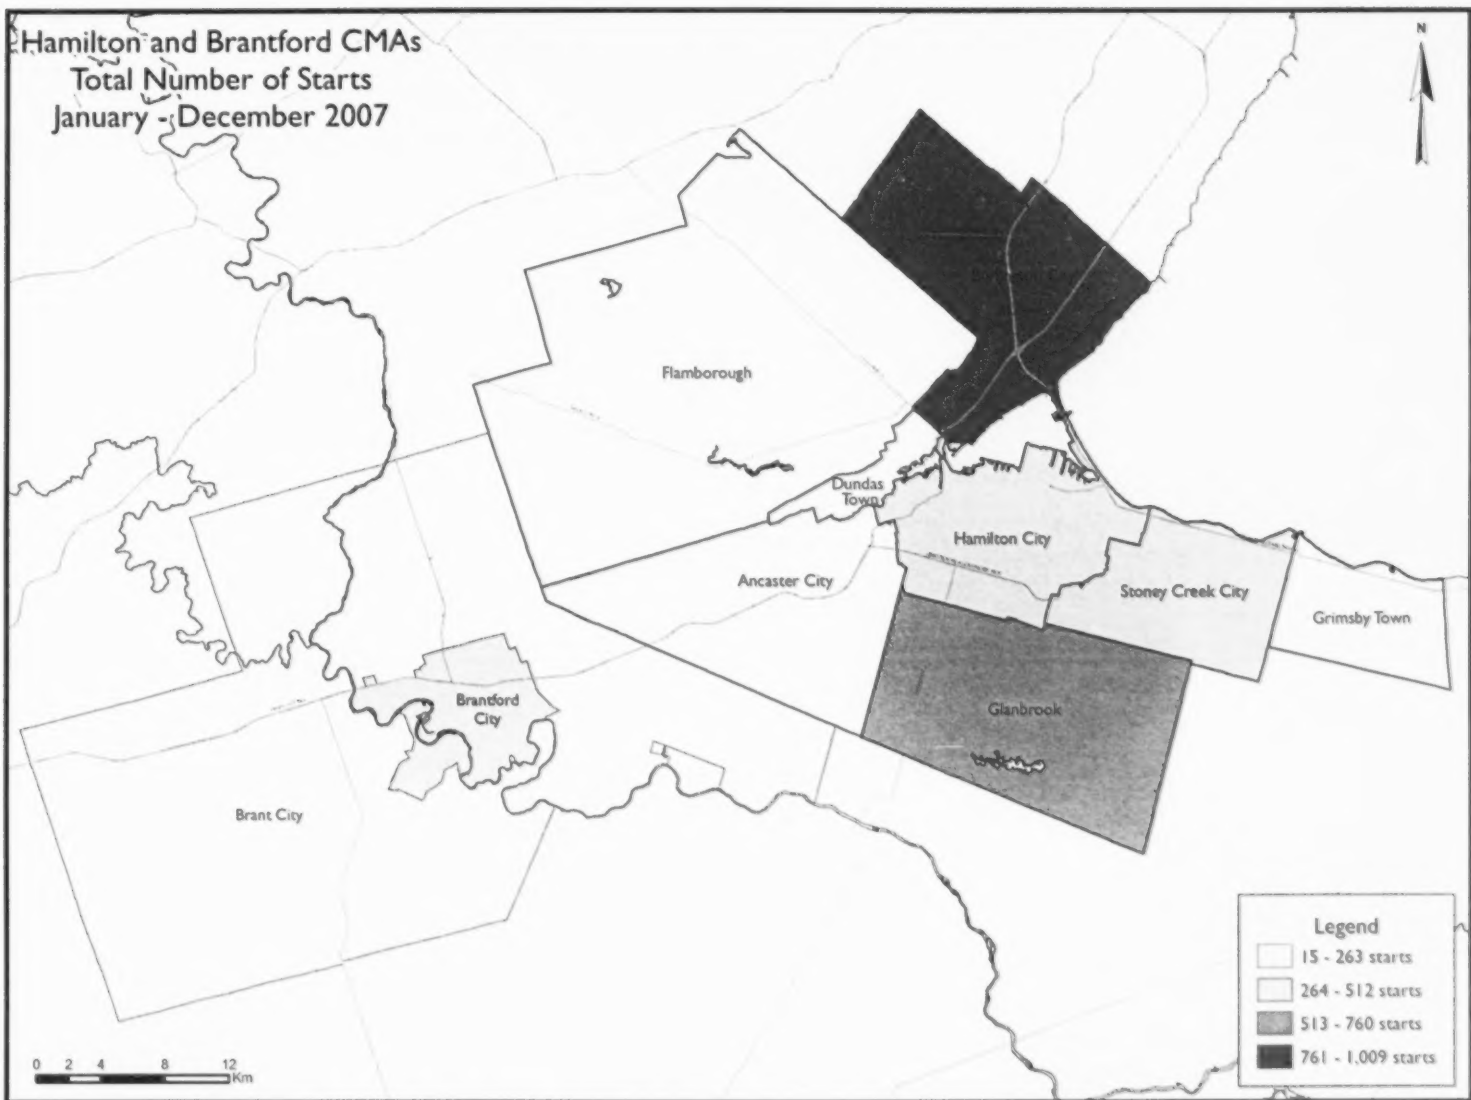 Hamilton and Brantford CMAs
Total Number of Starts
January - December 2007
N
Burlington City
Flamborough
Dundas
Town
Hamilton City
Ancaster City
Stoney Creek City
Grimsby Town
Brantford
City
Glanbrook
Brant City
Legend
15 - 263 starts
264 - 512 starts
513 - 760 starts
761 - 1,009 starts
0 2 4 8 12
Km